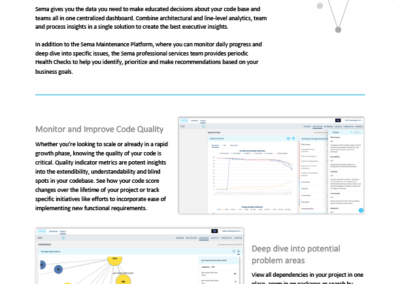 Sema gives you the data you need to make educated decisions about your code base and
teams all in one centralized dashboard. Combine architectural and line-level analytics, team
and process insights in a single solution to create the best executive insights.
In addition to the Sema Maintenance Platform, where you can monitor daily progress and
deep dive into specific issues, the Sema professional services team provides periodic
Health Checks to help you identify, prioritize and make recommendations based on your
business goals.
Monitor and Improve Code Quality
Whether you're looking to scale or already in a rapid
growth phase, knowing the quality of your code is
critical. Quality indicator metrics are potent insights
into the extendibility, understandability and blind
spots in your codebase. See how your code score
changes over the lifetime of your project or track
specific initiatives like efforts to incorporate ease of
implementing new functional requirements.
Deep dive into potential
problem areas
View all dependencies in your project in one
place, zoom in on packages or search by